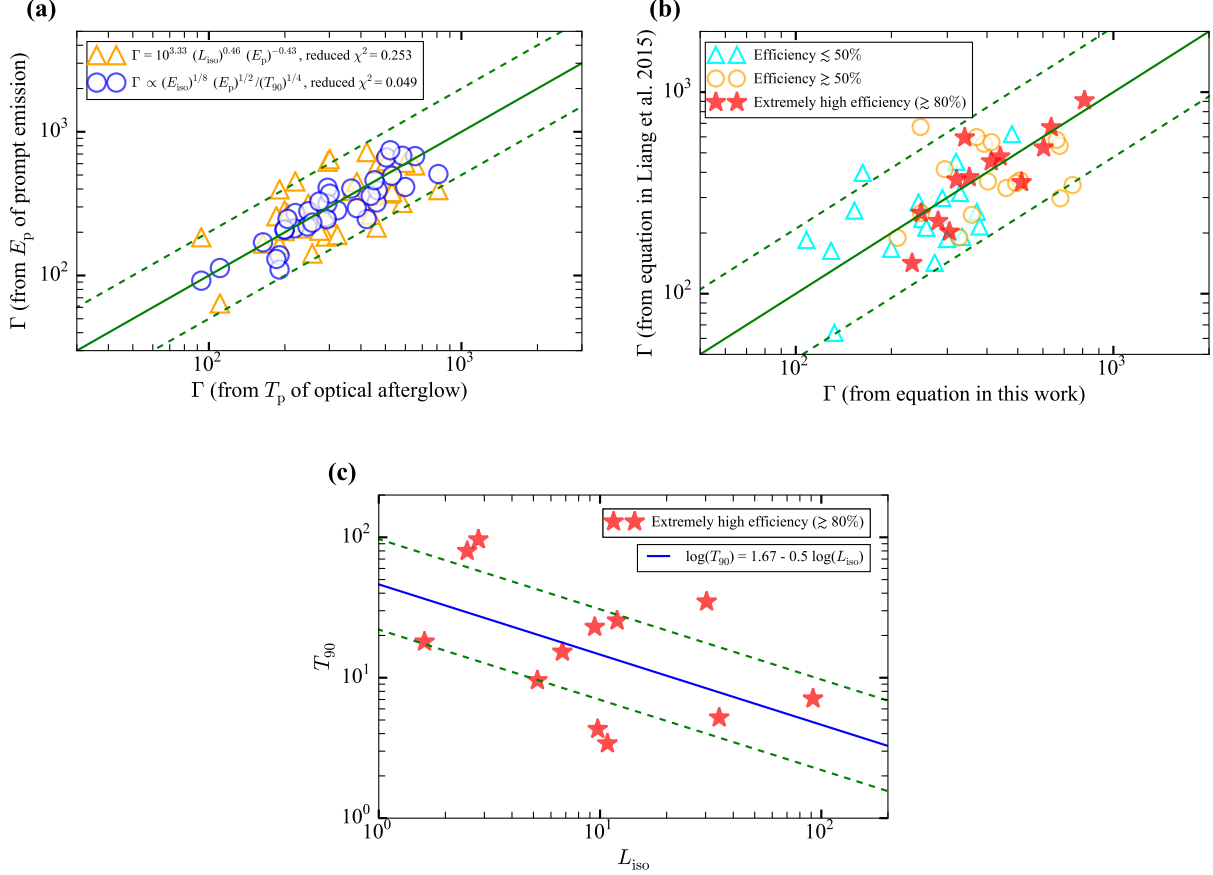 (a)
Γ = 10^3.33 (L_iso)^0.46 (E_p)^−0.43, reduced χ² = 0.253
Γ ∝ (E_iso)^1/8 (E_p)^1/2/(T_90)^1/4, reduced χ² = 0.049
Γ (from E_p of prompt emission)
10^3
10^2
10^2
10^3
Γ (from T_p of optical afterglow)
(b)
Efficiency ≲ 50%
Efficiency ≳ 50%
Extremely high efficiency (≳ 80%)
Γ (from equation in Liang et al. 2015)
10^3
10^2
10^2
10^3
Γ (from equation in this work)
(c)
Extremely high efficiency (≳ 80%)
log(T_90) = 1.67 - 0.5 log(L_iso)
T_90
10^2
10^1
10^0
10^0
10^1
10^2
L_iso